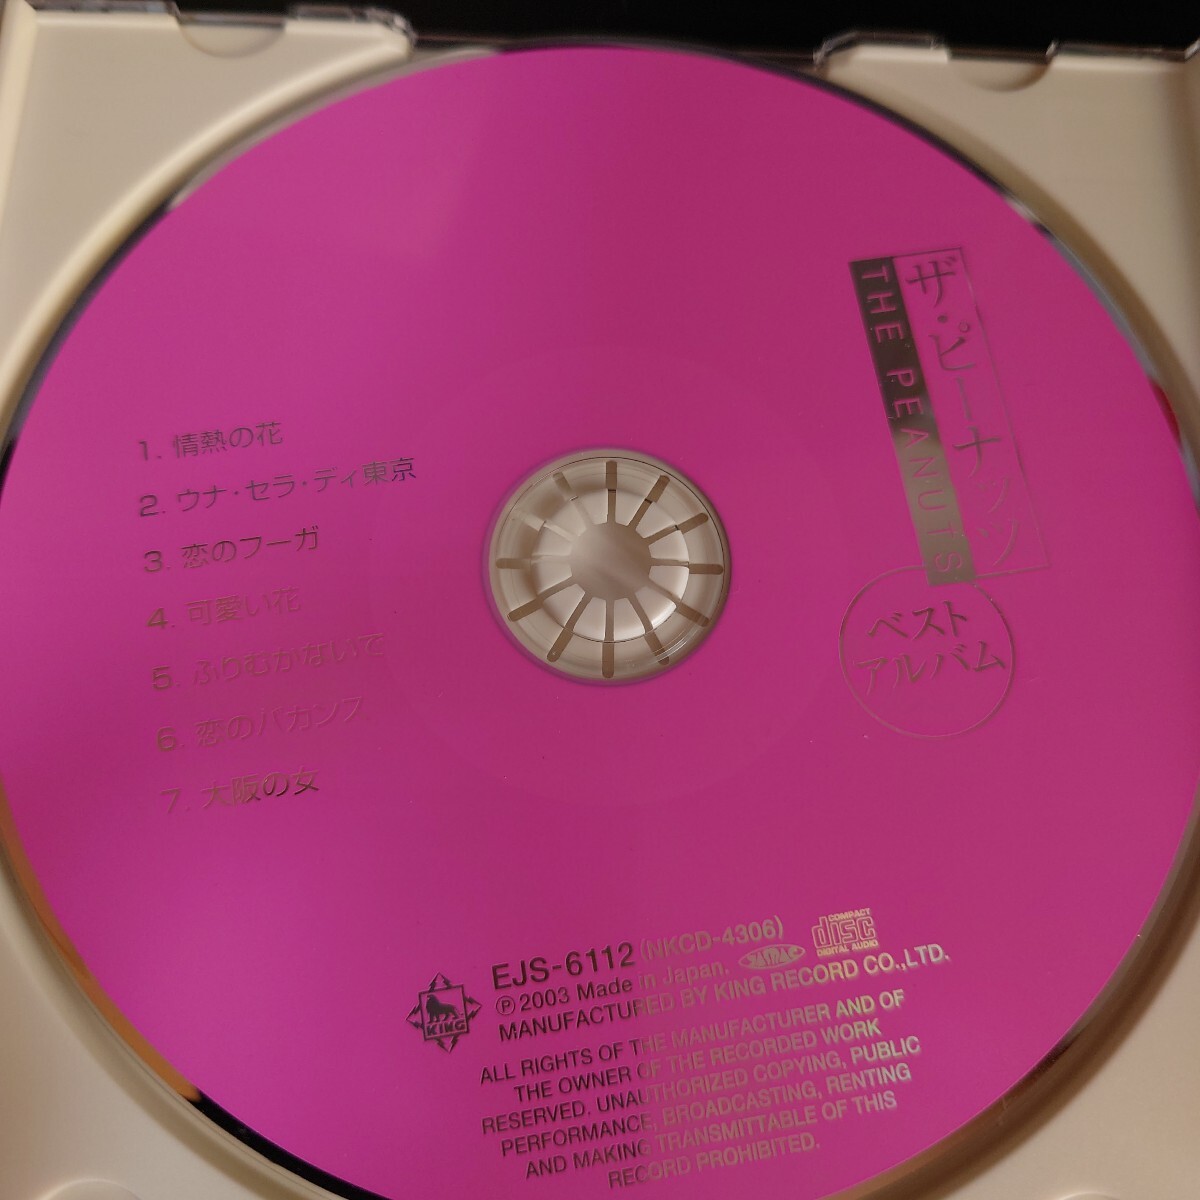 ザ・ピーナッツ
THE PEANUTS
ベスト
アルバム
1. 情熱の花
2. ウナ・セラ・ディ東京
3. 恋のフーガ
4. 可愛い花
5. ふりむかないで
6. 恋のバカンス
7. 大阪の女
EJS-6112 (NKCD-4306)
℗ 2003 Made in Japan. JASRAC
COMPACT
disc
DIGITAL AUDIO
MANUFACTURED BY KING RECORD CO.,LTD.
KING
ALL RIGHTS OF THE MANUFACTURER AND OF
THE OWNER OF THE RECORDED WORK
RESERVED. UNAUTHORIZED COPYING, PUBLIC
PERFORMANCE, BROADCASTING, RENTING
AND MAKING TRANSMITTABLE OF THIS
RECORD PROHIBITED.